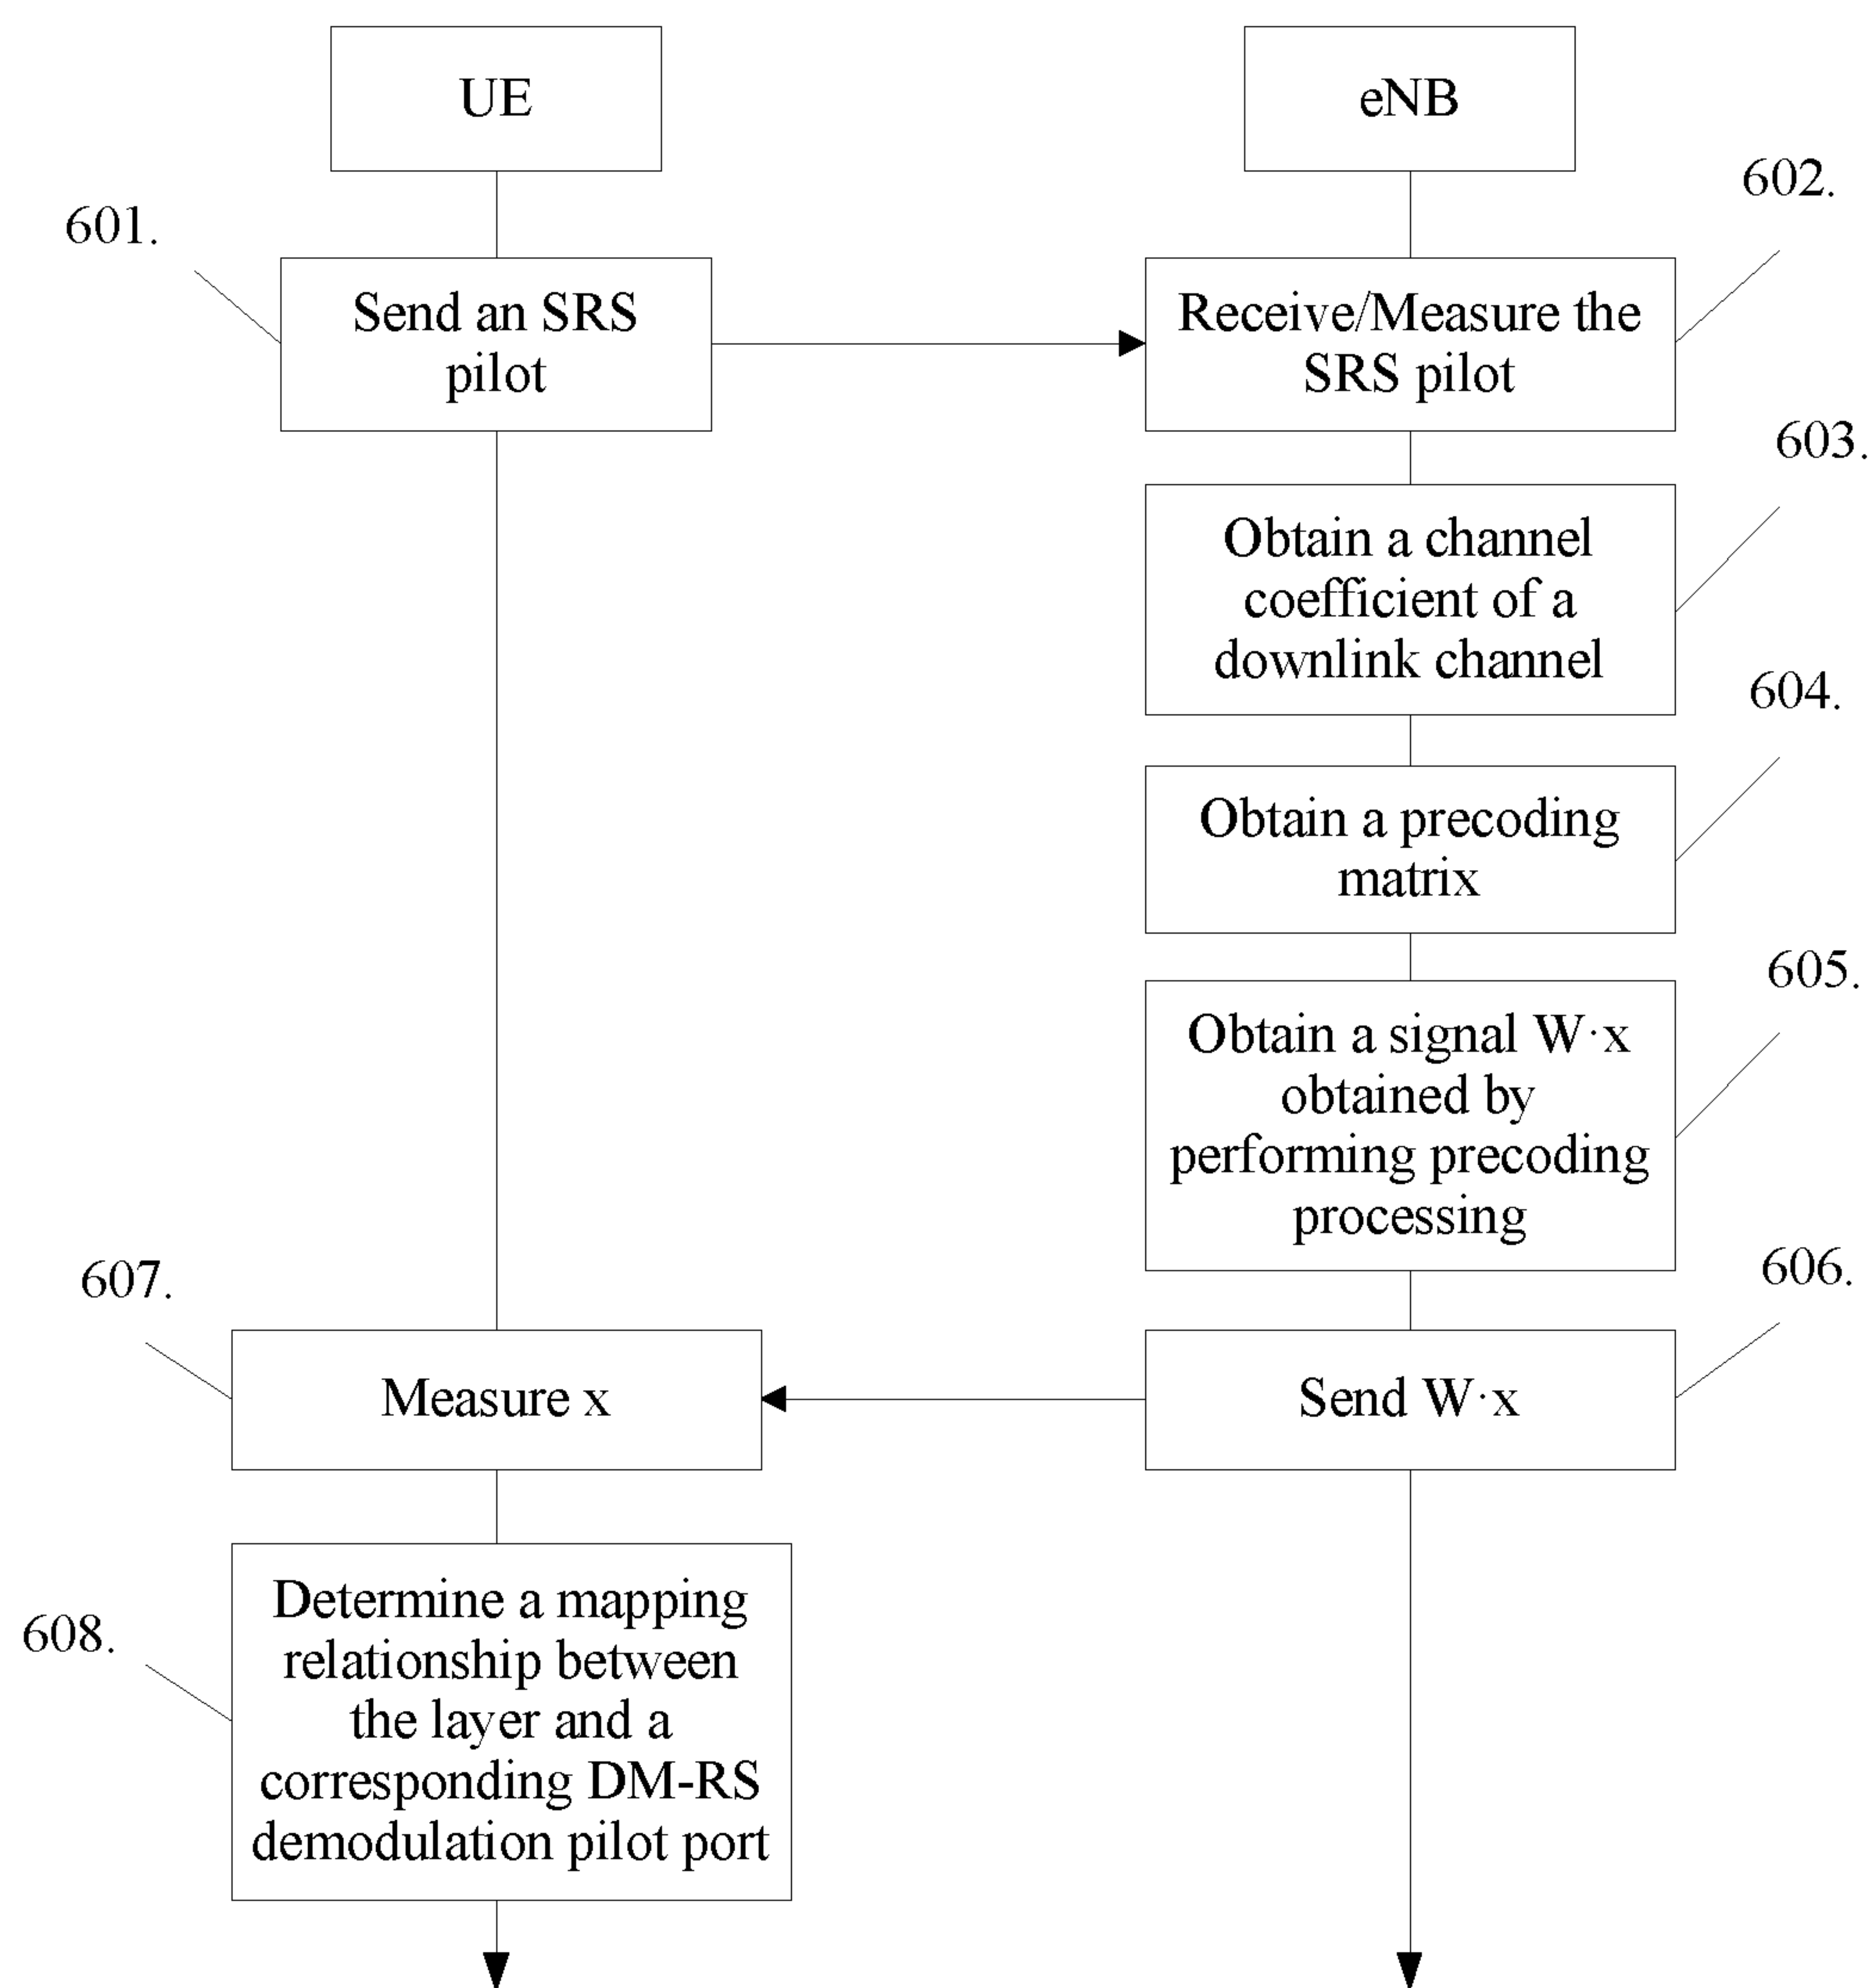 UE
eNB
601.
602.
Send an SRS
pilot
Receive/Measure the
SRS pilot
603.
Obtain a channel
coefficient of a
downlink channel
604.
Obtain a precoding
matrix
605.
Obtain a signal W·x
obtained by
performing precoding
processing
607.
606.
Measure x
Send W·x
608.
Determine a mapping
relationship between
the layer and a
corresponding DM-RS
demodulation pilot port